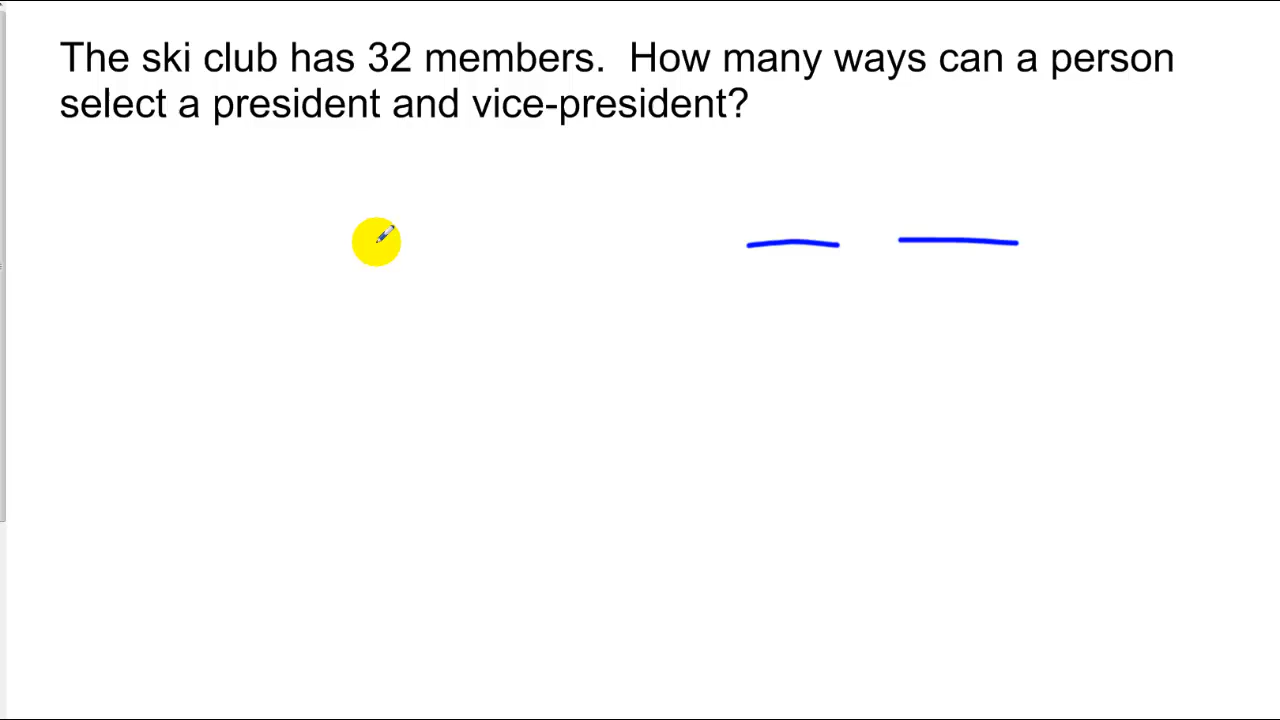 The ski club has 32 members.  How many ways can a person
select a president and vice-president?